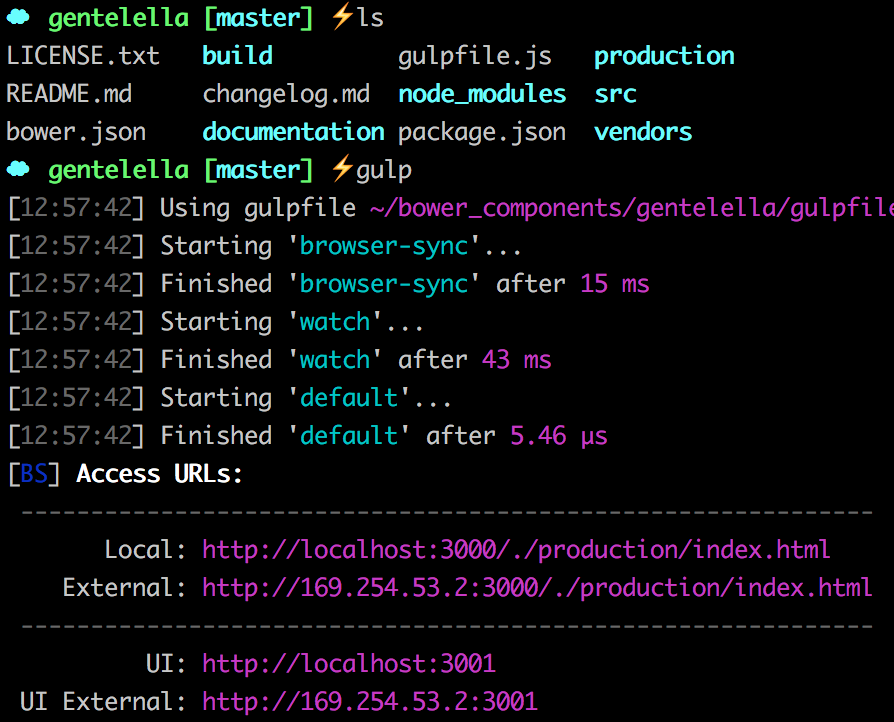 gentelella [master] ⚡ls
LICENSE.txt build gulpfile.js production
README.md changelog.md node_modules src
bower.json documentation package.json vendors
gentelella [master] ⚡gulp
[12:57:42] Using gulpfile ~/bower_components/gentelella/gulpfile
[12:57:42] Starting 'browser-sync'...
[12:57:42] Finished 'browser-sync' after 15 ms
[12:57:42] Starting 'watch'...
[12:57:42] Finished 'watch' after 43 ms
[12:57:42] Starting 'default'...
[12:57:42] Finished 'default' after 5.46 μs
[BS] Access URLs:
-------------------------------------------------------------
Local: http://localhost:3000/./production/index.html
External: http://169.254.53.2:3000/./production/index.html
-------------------------------------------------------------
UI: http://localhost:3001
UI External: http://169.254.53.2:3001